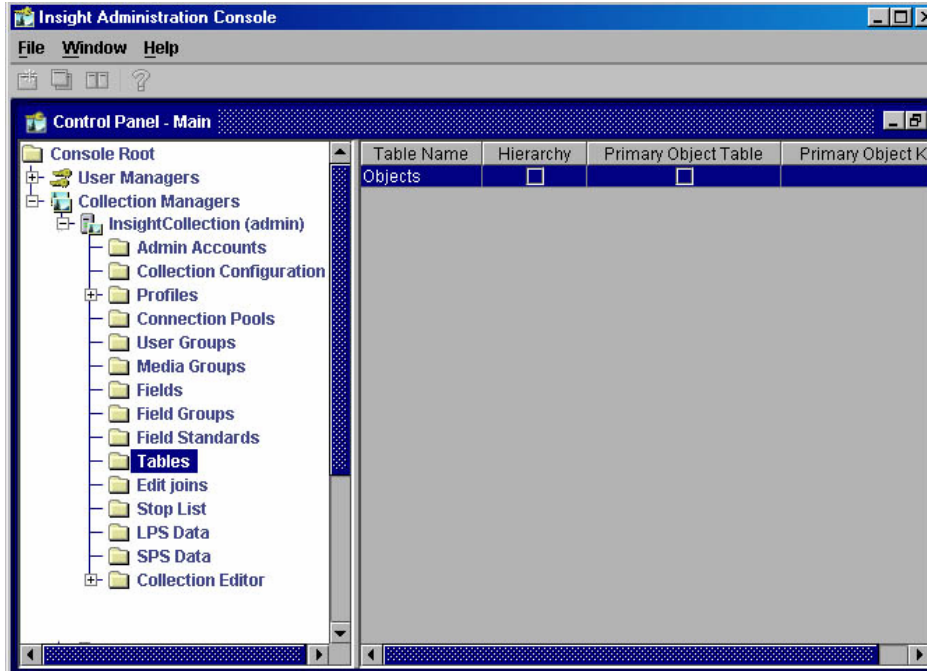 Insight Administration Console
File Window Help
Control Panel - Main
Console Root
User Managers
Collection Managers
InsightCollection (admin)
Admin Accounts
Collection Configuration
Profiles
Connection Pools
User Groups
Media Groups
Fields
Field Groups
Field Standards
Tables
Edit joins
Stop List
LPS Data
SPS Data
Collection Editor
Table Name Hierarchy Primary Object Table Primary Object K
Objects